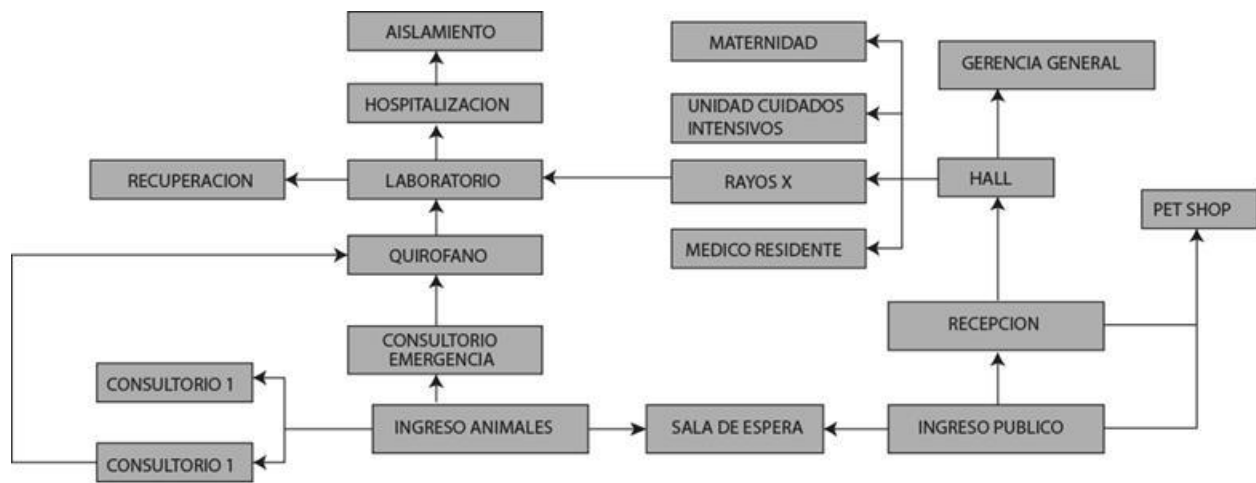 AISLAMIENTO
MATERNIDAD
GERENCIA GENERAL
HOSPITALIZACION
UNIDAD CUIDADOS
INTENSIVOS
RECUPERACION
LABORATORIO
RAYOS X
HALL
PET SHOP
QUIROFANO
MEDICO RESIDENTE
RECEPCION
CONSULTORIO
EMERGENCIA
CONSULTORIO 1
INGRESO ANIMALES
SALA DE ESPERA
INGRESO PUBLICO
CONSULTORIO 1